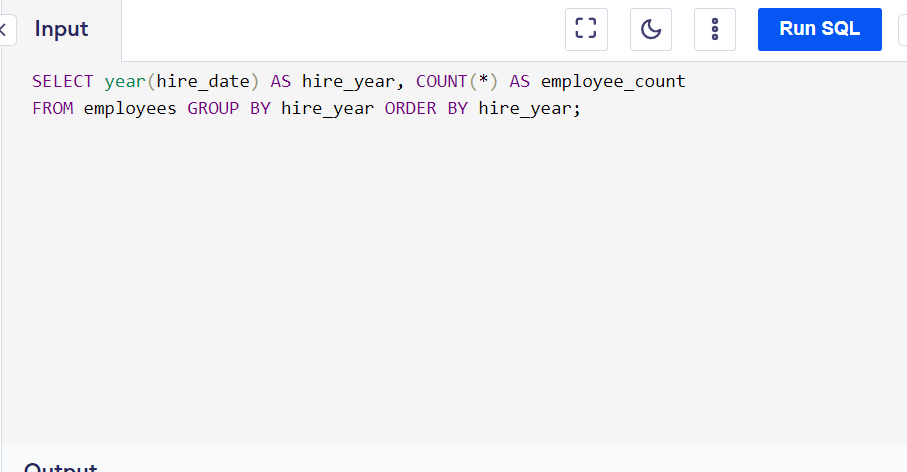 Input
Run SQL
SELECT year(hire_date) AS hire_year, COUNT(*) AS employee_count
FROM employees GROUP BY hire_year ORDER BY hire_year;
Output